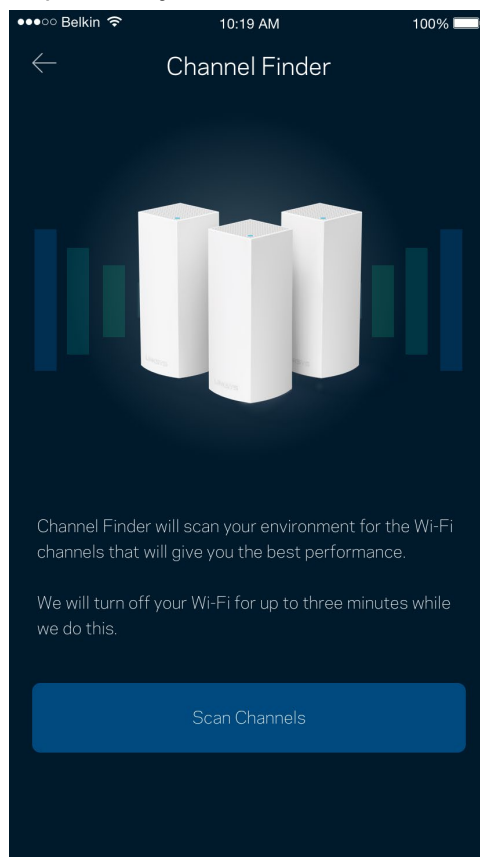 ●●●○○ Belkin 10:19 AM 100%
Channel Finder
Channel Finder will scan your environment for the Wi-Fi
channels that will give you the best performance.
We will turn off your Wi-Fi for up to three minutes while
we do this.
Scan Channels